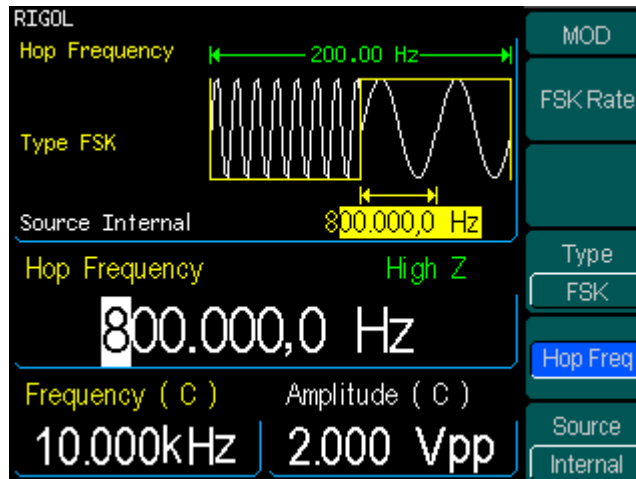 RIGOL
Hop Frequency
200.00 Hz
Type FSK
Source Internal
800.000,0 Hz
Hop Frequency
High Z
800.000,0 Hz
Frequency ( C )
Amplitude ( C )
10.000kHz
2.000 Vpp
MOD
FSK Rate
Type
FSK
Hop Freq
Source
Internal